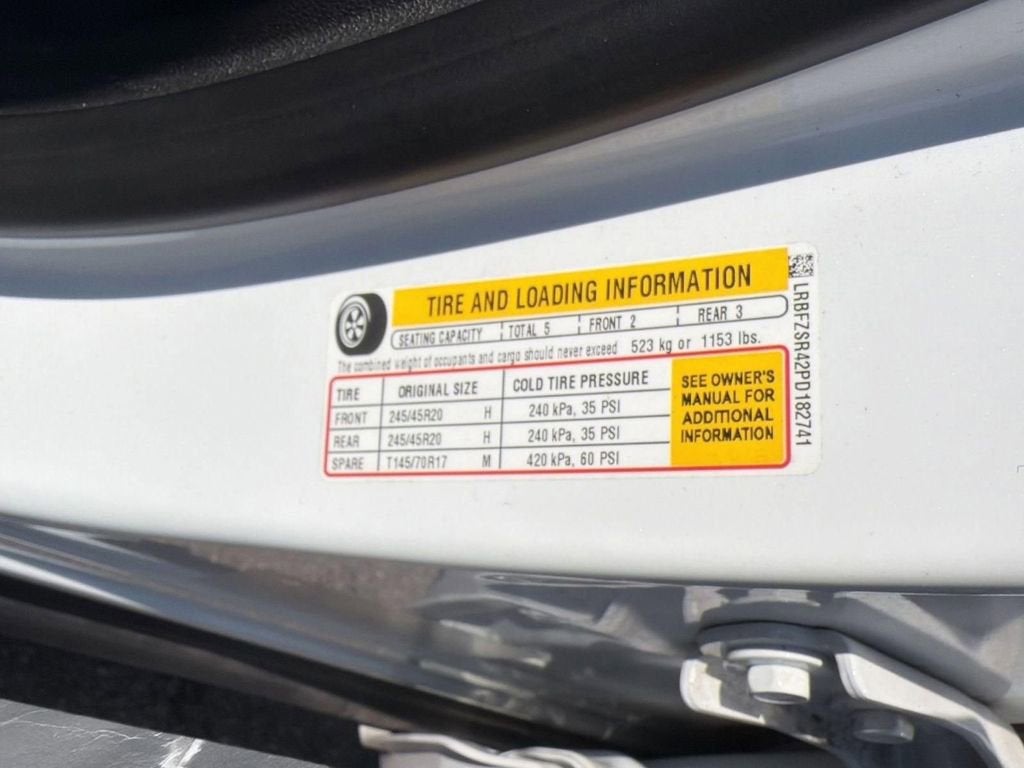 TIRE AND LOADING INFORMATION
SEATING CAPACITY TOTAL 5 FRONT 2 REAR 3
The combined weight of occupants and cargo should never exceed 523 kg or 1153 lbs.
TIRE ORIGINAL SIZE COLD TIRE PRESSURE
FRONT 245/45R20 H 240 kPa, 35 PSI
REAR 245/45R20 H 240 kPa, 35 PSI
SPARE T145/70R17 M 420 kPa, 60 PSI
SEE OWNER'S
MANUAL FOR
ADDITIONAL
INFORMATION
LRBFZSR42PD182741